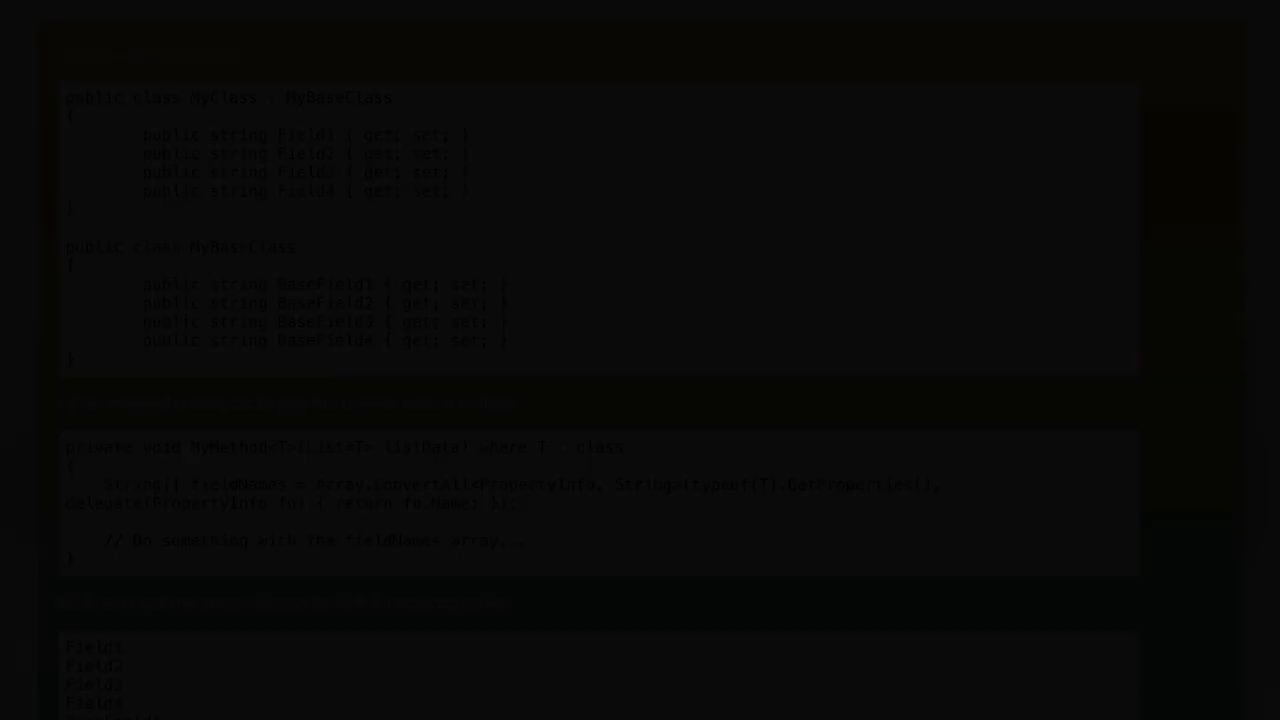 public class MyClass : MyBaseClass
{
public string Field1 { get; set; }
public string Field2 { get; set; }
public string Field3 { get; set; }
public string Field4 { get; set; }
}
public class MyBaseClass
{
public string BaseField1 { get; set; }
public string BaseField2 { get; set; }
public string BaseField3 { get; set; }
public string BaseField4 { get; set; }
}
private void MyMethod<T>(List<T> listData) where T : class
{
String[] fieldNames = Array.ConvertAll<PropertyInfo, String>(typeof(T).GetProperties(),
delegate(PropertyInfo fo) { return fo.Name; });
// Do something with the fieldNames array...
}
Field1
Field2
Field3
Field4